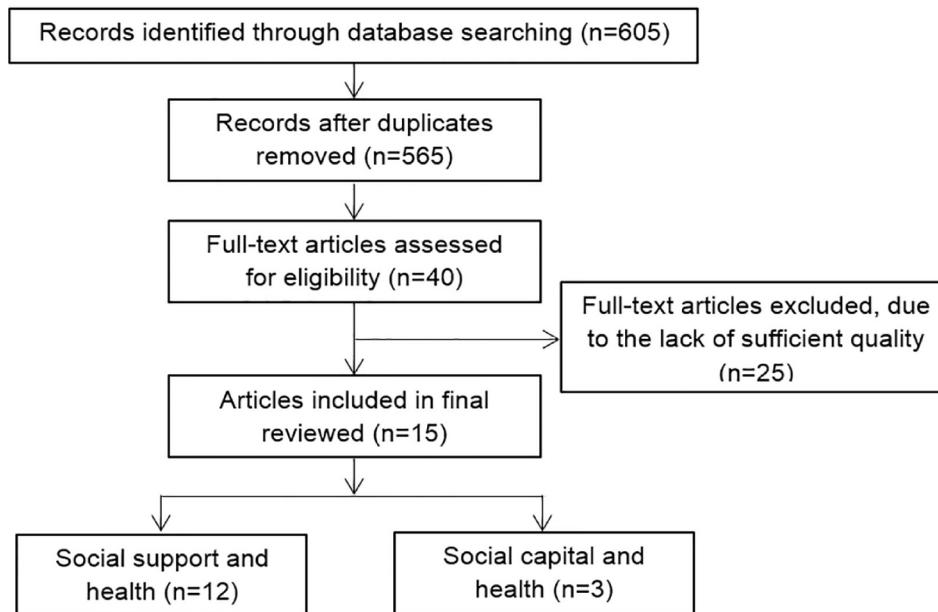 Records identified through database searching (n=605)
Records after duplicates
removed (n=565)
Full-text articles assessed
for eligibility (n=40)
Full-text articles excluded, due
to the lack of sufficient quality
(n=25)
Articles included in final
reviewed (n=15)
Social support and
health (n=12)
Social capital and
health (n=3)